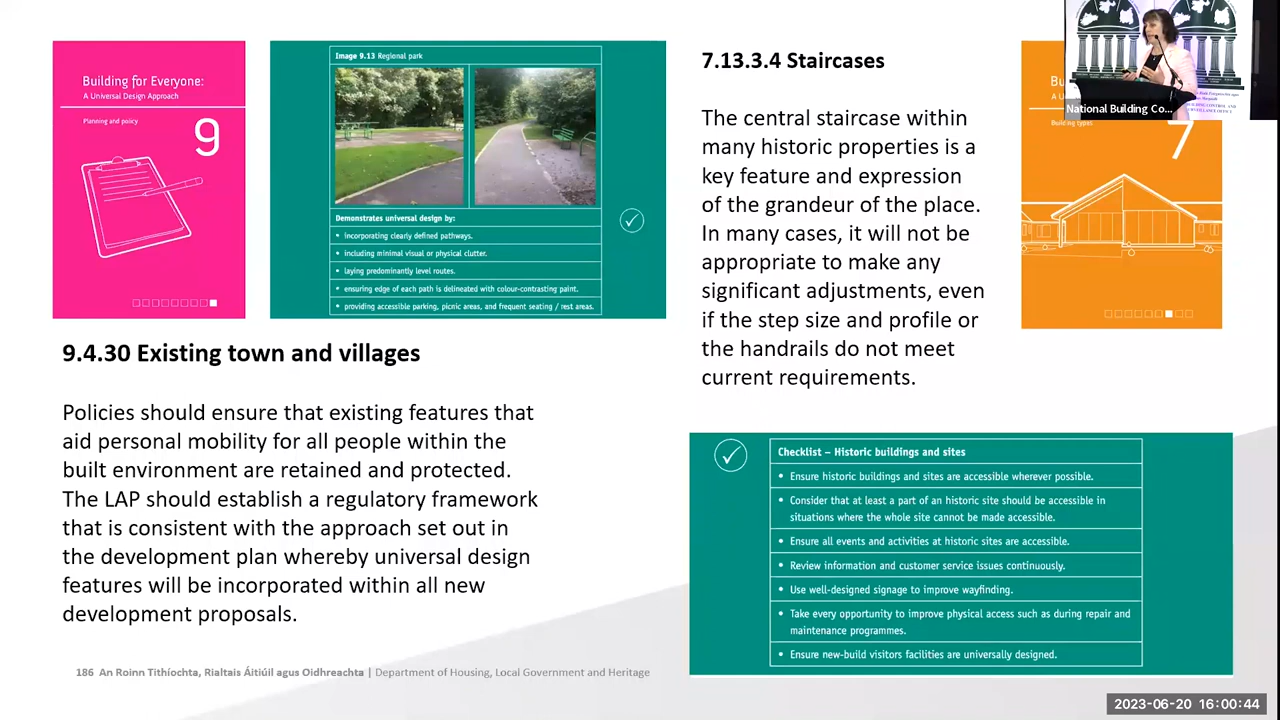 Building for Everyone:
A Universal Design Approach
Planning and policy
9
Image 9.13 Regional park
Demonstrates universal design by:
• incorporating clearly defined pathways.
• including minimal visual or physical clutter.
• laying predominantly level routes.
• ensuring edge of each path is delineated with colour-contrasting paint.
• providing accessible parking, picnic areas, and frequent seating / rest areas.
9.4.30 Existing town and villages
Policies should ensure that existing features that
aid personal mobility for all people within the
built environment are retained and protected.
The LAP should establish a regulatory framework
that is consistent with the approach set out in
the development plan whereby universal design
features will be incorporated within all new
development proposals.
7.13.3.4 Staircases
The central staircase within
many historic properties is a
key feature and expression
of the grandeur of the place.
In many cases, it will not be
appropriate to make any
significant adjustments, even
if the step size and profile or
the handrails do not meet
current requirements.
National Building Co...
Building types
7
Checklist – Historic buildings and sites
• Ensure historic buildings and sites are accessible wherever possible.
• Consider that at least a part of an historic site should be accessible in
situations where the whole site cannot be made accessible.
• Ensure all events and activities at historic sites are accessible.
• Review information and customer service issues continuously.
• Use well-designed signage to improve wayfinding.
• Take every opportunity to improve physical access such as during repair and
maintenance programmes.
• Ensure new-build visitors facilities are universally designed.
186 An Roinn Tithíochta, Rialtais Áitiúil agus Oidhreachta | Department of Housing, Local Government and Heritage
2023-06-20 16:00:44